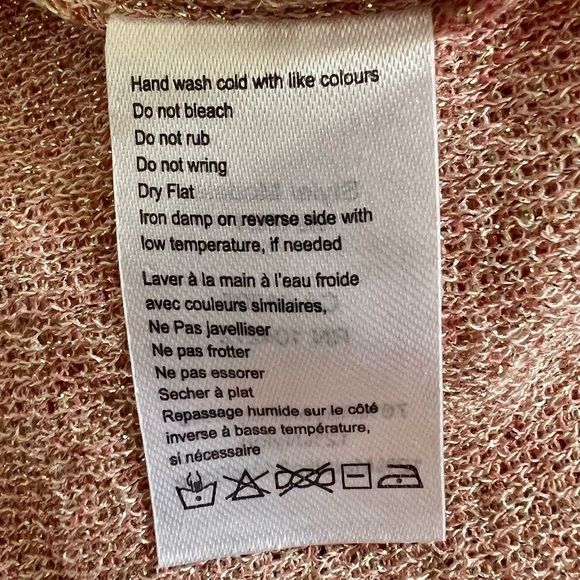 Hand wash cold with like colours
Do not bleach
Do not rub
Do not wring
Dry Flat
Iron damp on reverse side with
low temperature, if needed
Laver à la main à l'eau froide
avec couleurs similaires,
Ne Pas javelliser
Ne pas frotter
Ne pas essorer
Secher à plat
Repassage humide sur le côté
inverse à basse température,
si nécessaire